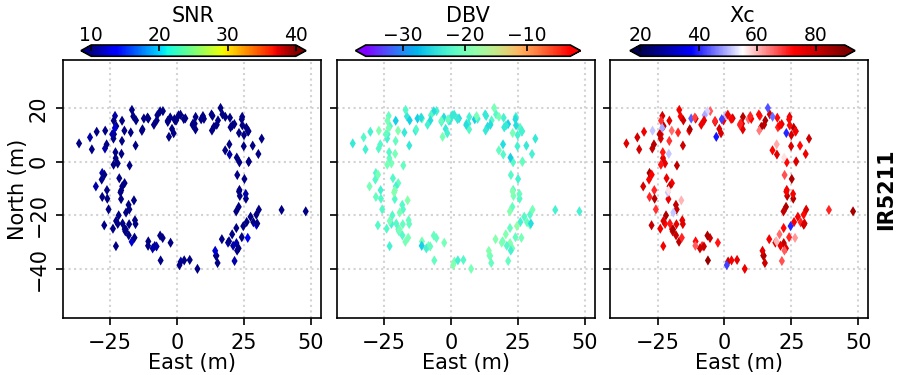 SNR DBV Xc
10 20 30 40 −30 −20 −10 20 40 60 80
20
0
−20
−40
North (m)
−25 0 25 50 −25 0 25 50 −25 0 25 50
East (m) East (m) East (m)
IR5211